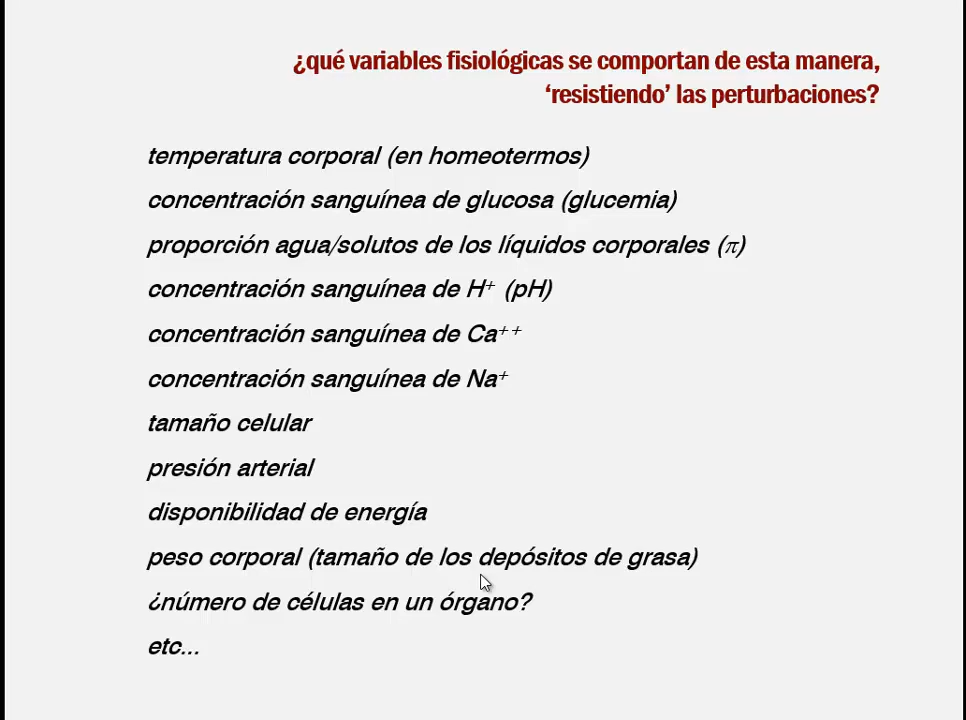 ¿qué variables fisiológicas se comportan de esta manera,
‘resistiendo’ las perturbaciones?
temperatura corporal (en homeotermos)
concentración sanguínea de glucosa (glucemia)
proporción agua/solutos de los líquidos corporales (π)
concentración sanguínea de H⁺ (pH)
concentración sanguínea de Ca⁺⁺
concentración sanguínea de Na⁺
tamaño celular
presión arterial
disponibilidad de energía
peso corporal (tamaño de los depósitos de grasa)
¿número de células en un órgano?
etc...